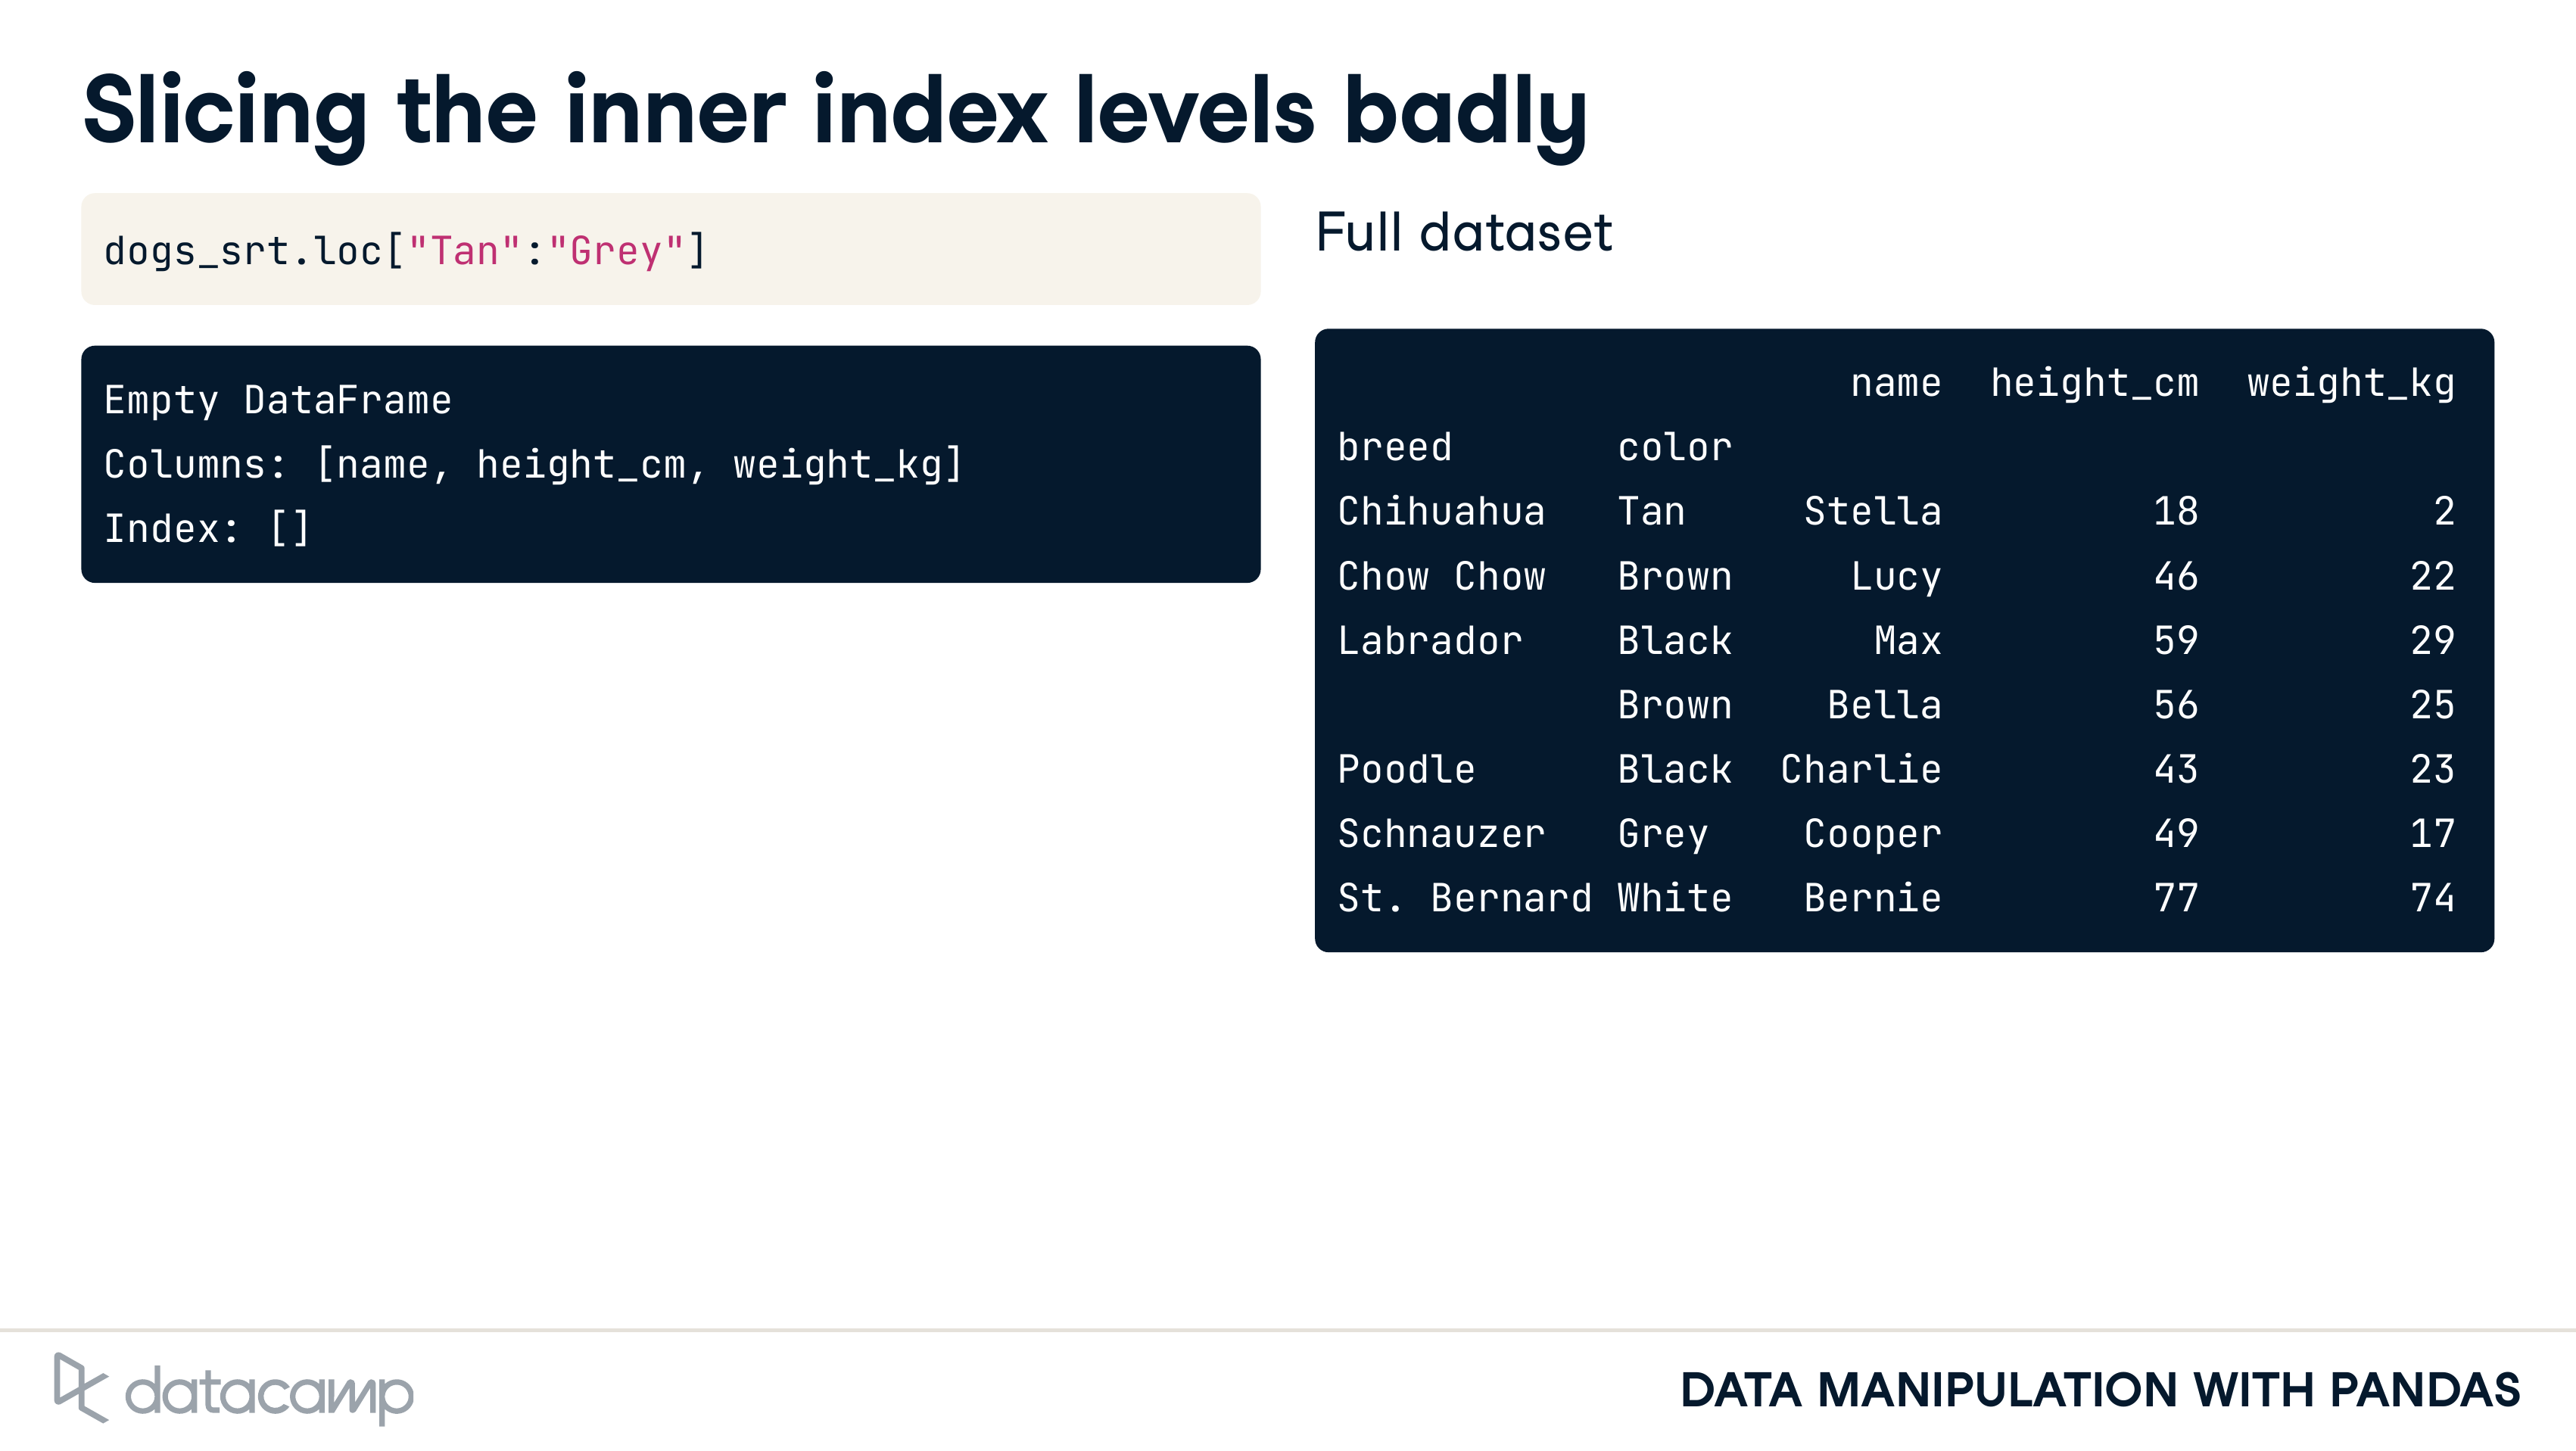 Slicing the inner index levels badly
dogs_srt.loc["Tan":"Grey"]
Empty DataFrame
Columns: [name, height_cm, weight_kg]
Index: []
Full dataset
                      name  height_cm  weight_kg
breed       color
Chihuahua   Tan     Stella         18          2
Chow Chow   Brown     Lucy         46         22
Labrador    Black      Max         59         29
            Brown    Bella         56         25
Poodle      Black  Charlie         43         23
Schnauzer   Grey    Cooper         49         17
St. Bernard White   Bernie         77         74
datacamp
DATA MANIPULATION WITH PANDAS